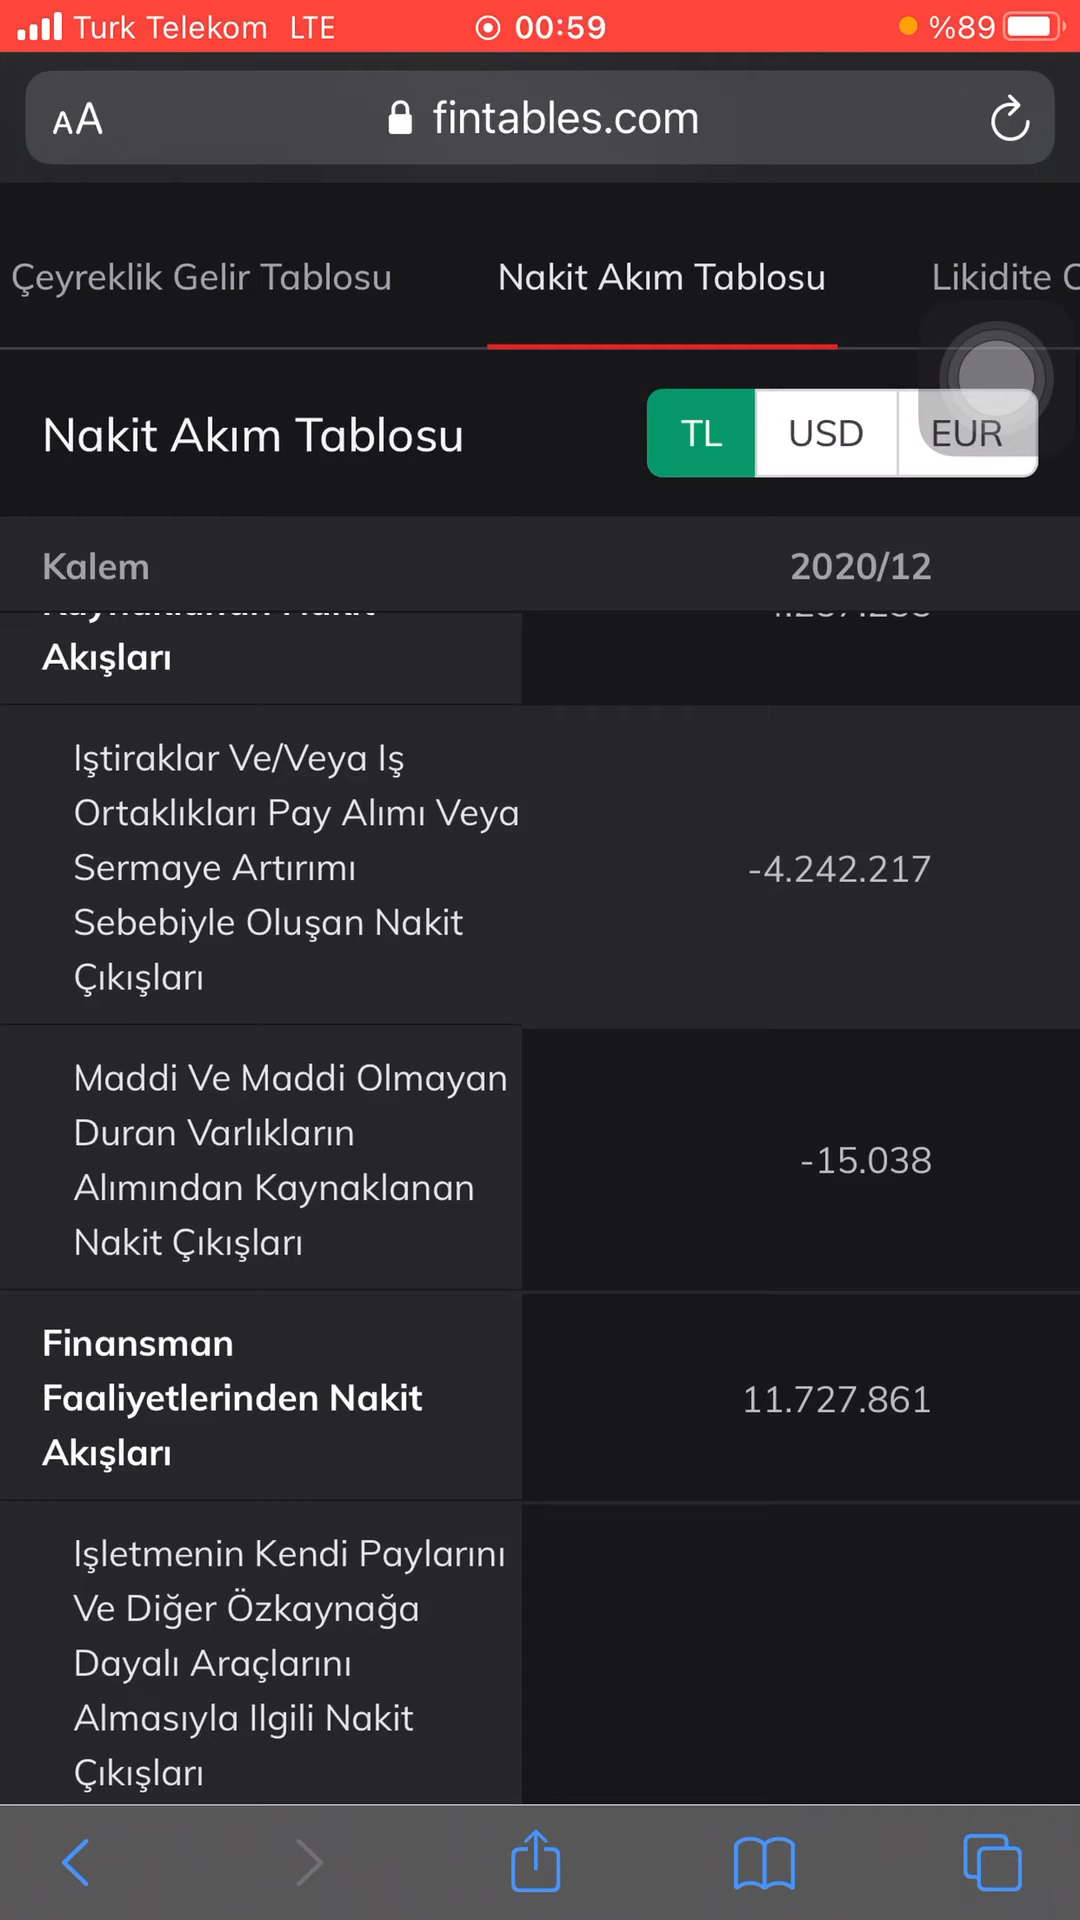 Turk Telekom LTE 00:59 %89
AA fintables.com
Çeyreklik Gelir Tablosu Nakit Akım Tablosu Likidite
Nakit Akım Tablosu TL USD EUR
Kalem 2020/12
Kaynaklanan Nakit
Akışları
Iştiraklar Ve/Veya Iş
Ortaklıkları Pay Alımı Veya
Sermaye Artırımı
Sebebiyle Oluşan Nakit
Çıkışları
-4.242.217
Maddi Ve Maddi Olmayan
Duran Varlıkların
Alımından Kaynaklanan
Nakit Çıkışları
-15.038
Finansman
Faaliyetlerinden Nakit
Akışları
11.727.861
Işletmenin Kendi Paylarını
Ve Diğer Özkaynağa
Dayalı Araçlarını
Almasıyla Ilgili Nakit
Çıkışları